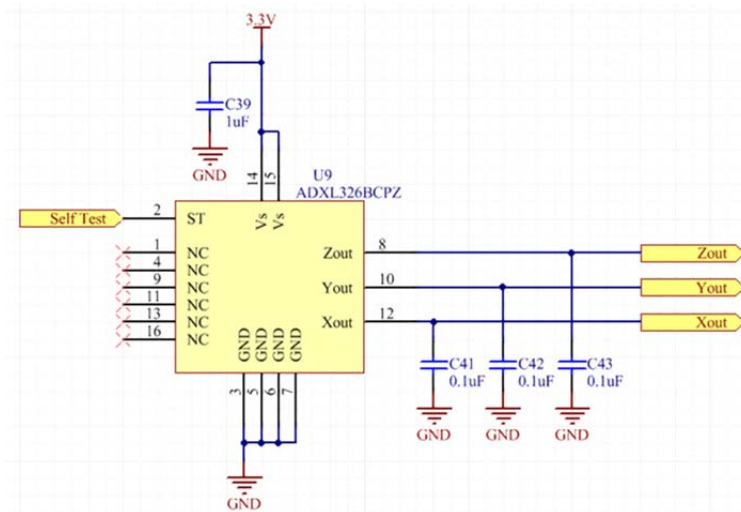 3.3V
C39
1uF
GND
U9
ADXL326BCPZ
14
15
Vs
Vs
Self Test
2
ST
1
NC
4
NC
9
NC
11
NC
13
NC
16
NC
Zout
8
Zout
Yout
10
Yout
Xout
12
Xout
GND
GND
GND
GND
3
5
6
7
GND
C41
0.1uF
GND
C42
0.1uF
GND
C43
0.1uF
GND